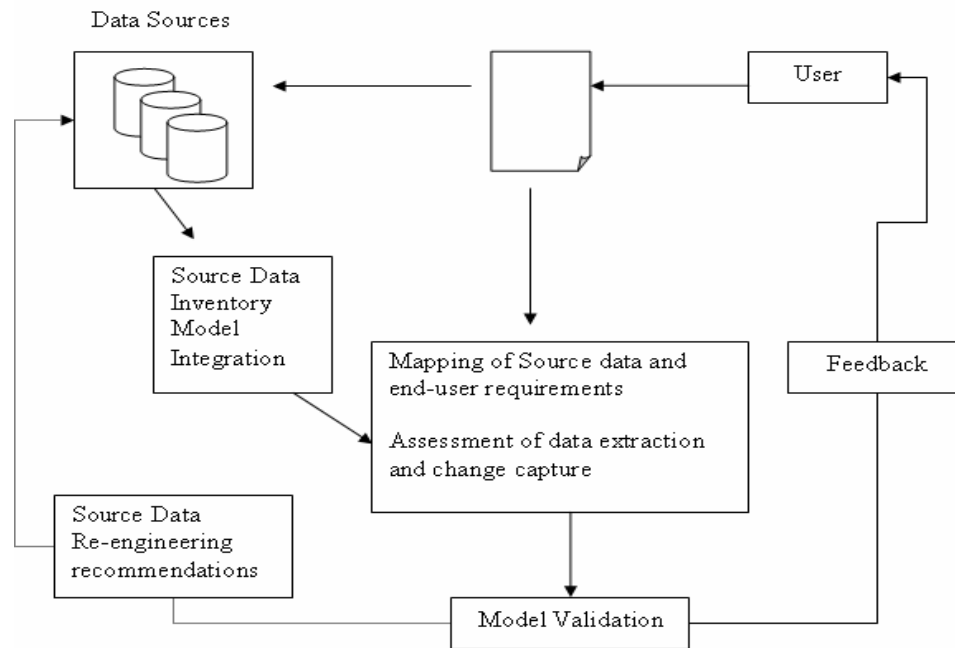 Data Sources
User
Source Data
Inventory
Model
Integration
Mapping of Source data and
end-user requirements
Assessment of data extraction
and change capture
Feedback
Source Data
Re-engineering
recommendations
Model Validation